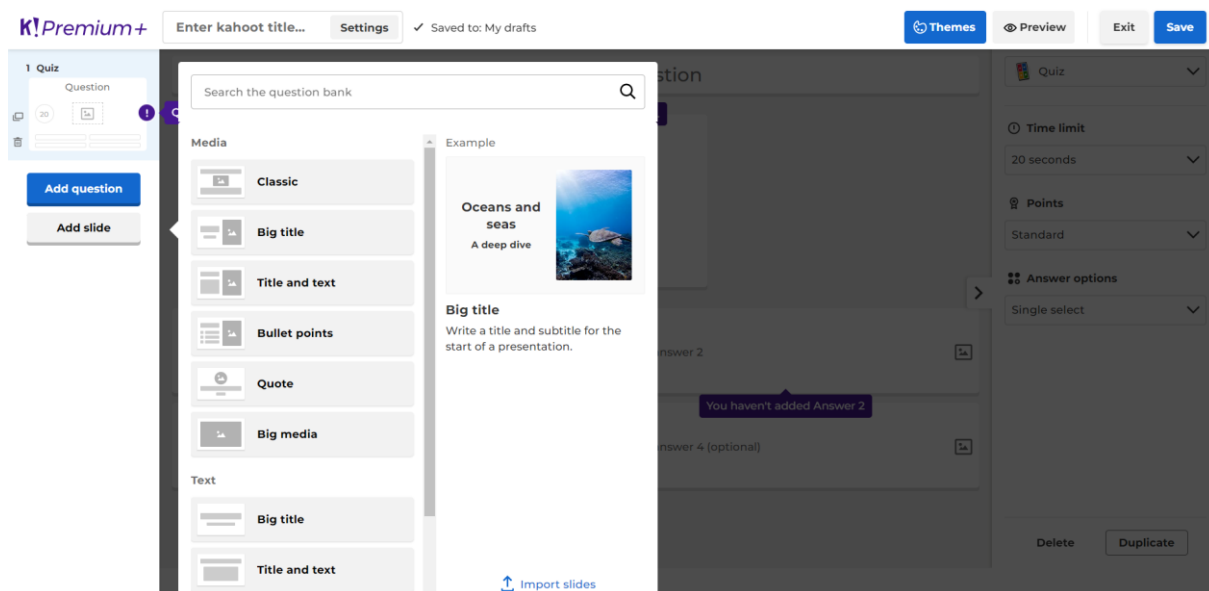 K! Premium+
Enter kahoot title...
Settings
✓ Saved to: My drafts
Themes
Preview
Exit
Save
1 Quiz
Question
20
Add question
Add slide
Search the question bank
Media
Classic
Big title
Title and text
Bullet points
Quote
Big media
Text
Big title
Title and text
Example
Oceans and
seas
A deep dive
Big title
Write a title and subtitle for the
start of a presentation.
Import slides
stion
nswer 2
You haven't added Answer 2
nswer 4 (optional)
Quiz
Time limit
20 seconds
Points
Standard
Answer options
Single select
Delete
Duplicate